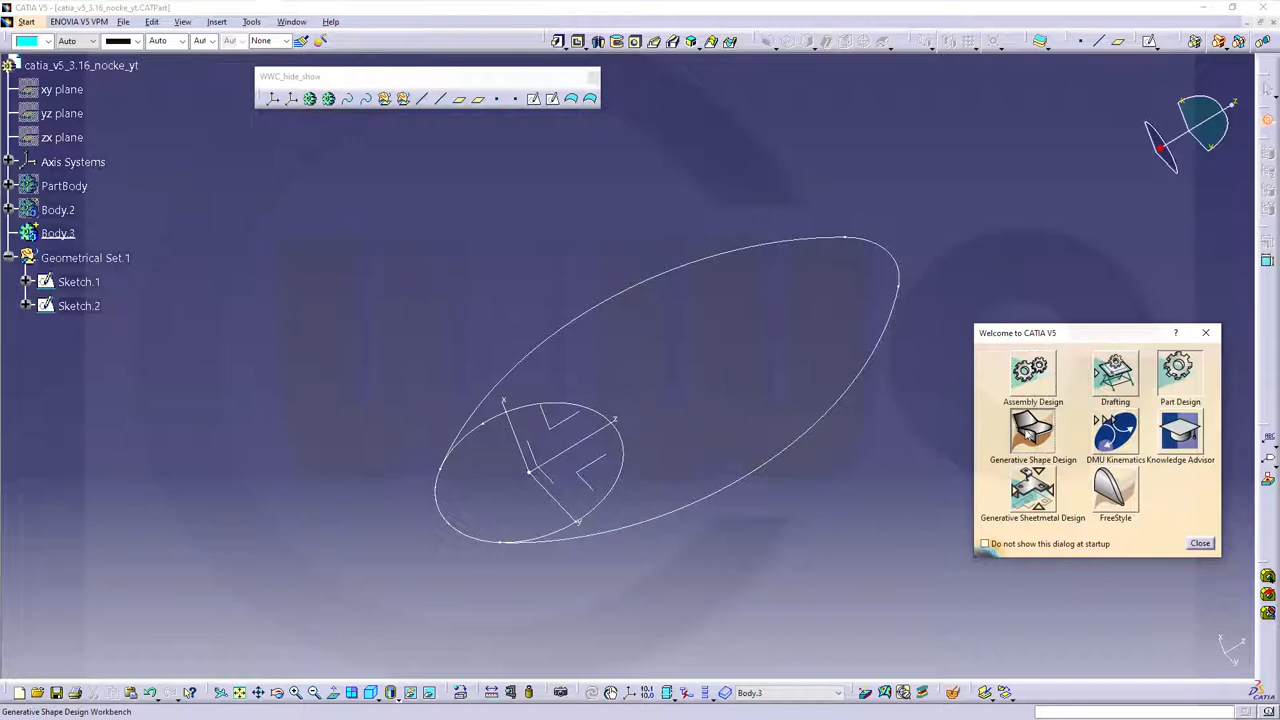 CATIA V5 - [catia_v5_3.16_nocke_yt.CATPart]
Start ENOVIA V5 VPM File Edit View Insert Tools Window Help
Auto Auto Aut Aut None
catia_v5_3.16_nocke_yt
xy plane
yz plane
zx plane
Axis Systems
PartBody
Body.2
Body.3
Geometrical Set.1
Sketch.1
Sketch.2
WWC_hide_show
z
x
y
x
z
y
Welcome to CATIA V5
? 
Assembly Design Drafting Part Design
Generative Shape Design DMU Kinematics Knowledge Advisor
Generative Sheetmetal Design FreeStyle
Do not show this dialog at startup Close
x z
y
Body.3
Generative Shape Design Workbench